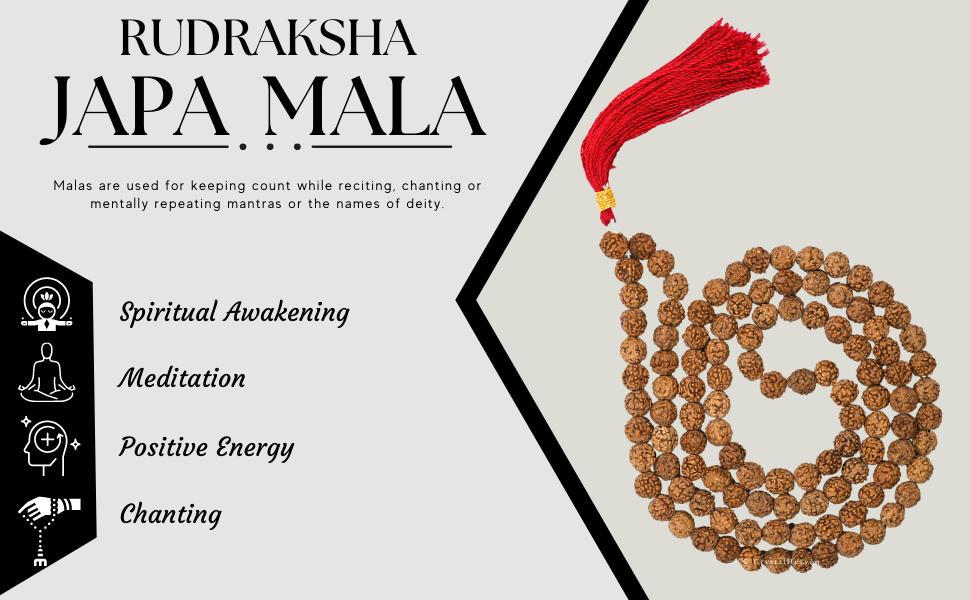 RUDRAKSHA
JAPA MALA
Malas are used for keeping count while reciting, chanting or
mentally repeating mantras or the names of deity.
Spiritual Awakening
Meditation
Positive Energy
Chanting